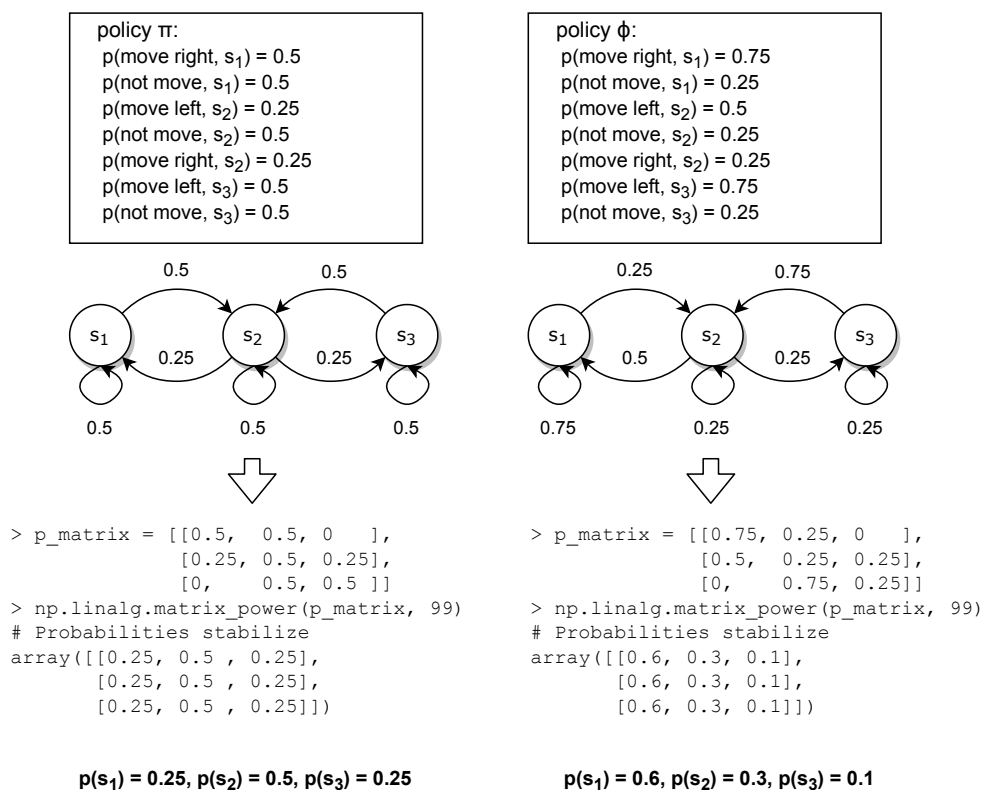 policy π:
p(move right, s₁) = 0.5
p(not move, s₁) = 0.5
p(move left, s₂) = 0.25
p(not move, s₂) = 0.5
p(move right, s₂) = 0.25
p(move left, s₃) = 0.5
p(not move, s₃) = 0.5
0.5 0.5
s₁ s₂ s₃
0.25 0.25
0.5 0.5 0.5
> p_matrix = [[0.5, 0.5, 0 ],
[0.25, 0.5, 0.25],
[0, 0.5, 0.5 ]]
> np.linalg.matrix_power(p_matrix, 99)
# Probabilities stabilize
array([[0.25, 0.5 , 0.25],
[0.25, 0.5 , 0.25],
[0.25, 0.5 , 0.25]])
p(s₁) = 0.25, p(s₂) = 0.5, p(s₃) = 0.25
policy ϕ:
p(move right, s₁) = 0.75
p(not move, s₁) = 0.25
p(move left, s₂) = 0.5
p(not move, s₂) = 0.25
p(move right, s₂) = 0.25
p(move left, s₃) = 0.75
p(not move, s₃) = 0.25
0.25 0.75
s₁ s₂ s₃
0.5 0.25
0.75 0.25 0.25
> p_matrix = [[0.75, 0.25, 0 ],
[0.5, 0.25, 0.25],
[0, 0.75, 0.25]]
> np.linalg.matrix_power(p_matrix, 99)
# Probabilities stabilize
array([[0.6, 0.3, 0.1],
[0.6, 0.3, 0.1],
[0.6, 0.3, 0.1]])
p(s₁) = 0.6, p(s₂) = 0.3, p(s₃) = 0.1